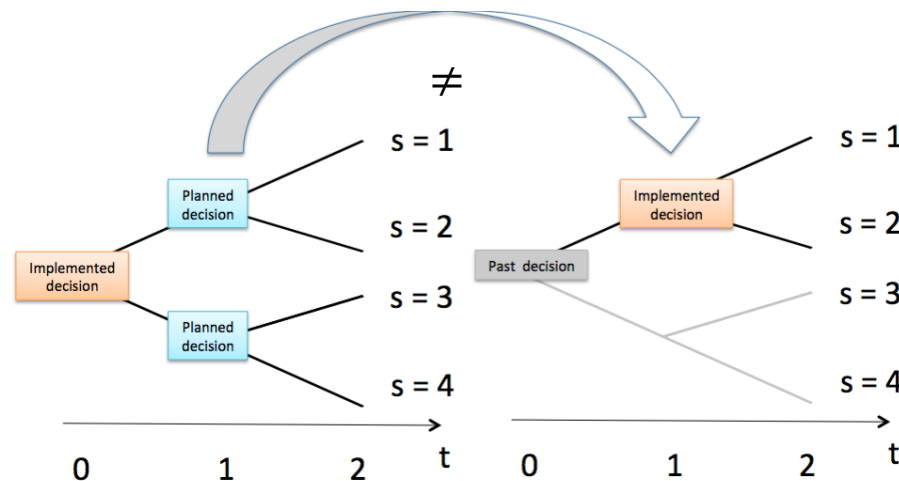 ≠
s = 1
Planned
decision
s = 2
Implemented
decision
s = 3
Planned
decision
s = 4
0
1
2
t
s = 1
Implemented
decision
s = 2
Past decision
s = 3
s = 4
0
1
2
t